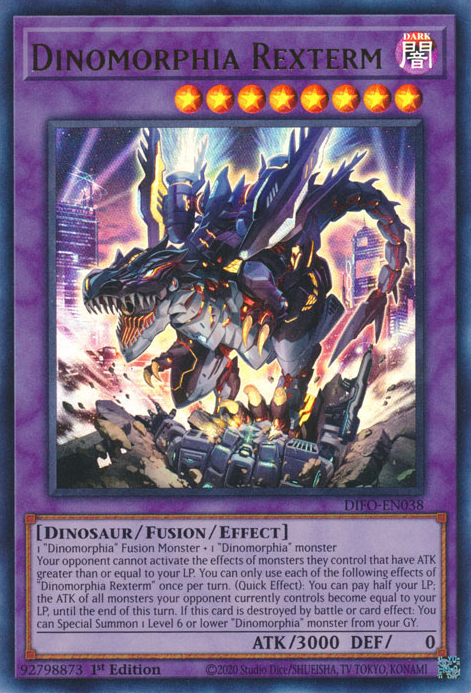 DINOMORPHIA REXTERM
DARK
闇
DIFO-EN038
[DINOSAUR/FUSION/EFFECT]
1 "Dinomorphia" Fusion Monster + 1 "Dinomorphia" monster
Your opponent cannot activate the effects of monsters they control that have ATK
greater than or equal to your LP. You can only use each of the following effects of
"Dinomorphia Rexterm" once per turn. (Quick Effect): You can pay half your LP;
the ATK of all monsters your opponent currently controls become equal to your
LP, until the end of this turn. If this card is destroyed by battle or card effect: You
can Special Summon 1 Level 6 or lower "Dinomorphia" monster from your GY.
ATK/3000 DEF/ 0
92798873 1st Edition ©2020 Studio Dice/SHUEISHA, TV TOKYO, KONAMI